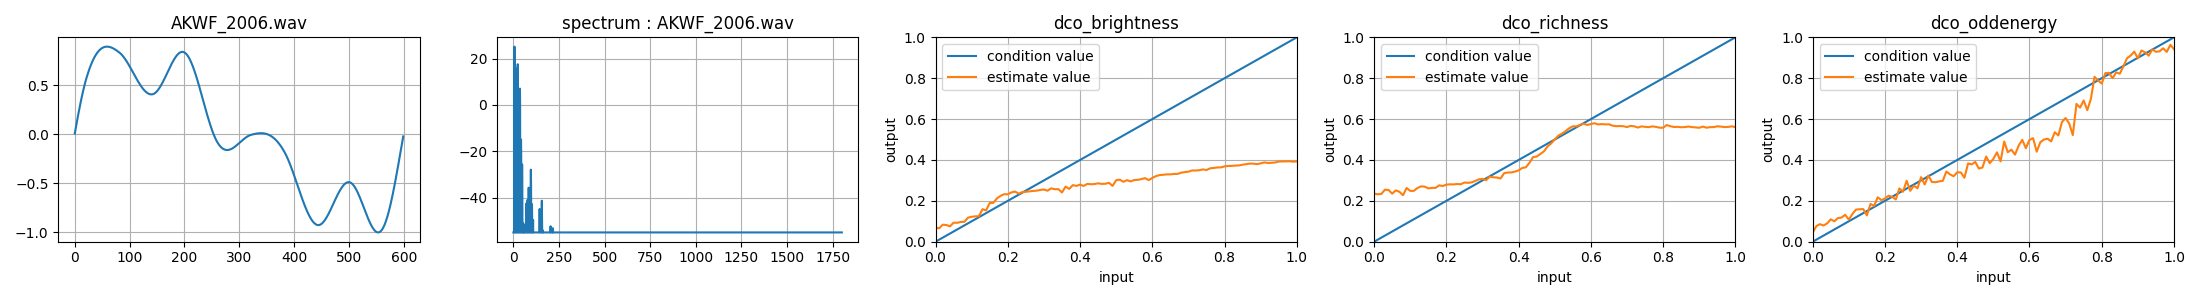 AKWF_2006.wav
0.5
0.0
−0.5
−1.0
0 100 200 300 400 500 600
spectrum : AKWF_2006.wav
20
0
−20
−40
0 250 500 750 1000 1250 1500 1750
dco_brightness
condition value
estimate value
output
1.0
0.8
0.6
0.4
0.2
0.0
0.0 0.2 0.4 0.6 0.8 1.0
input
dco_richness
condition value
estimate value
output
1.0
0.8
0.6
0.4
0.2
0.0
0.0 0.2 0.4 0.6 0.8 1.0
input
dco_oddenergy
condition value
estimate value
output
1.0
0.8
0.6
0.4
0.2
0.0
0.0 0.2 0.4 0.6 0.8 1.0
input